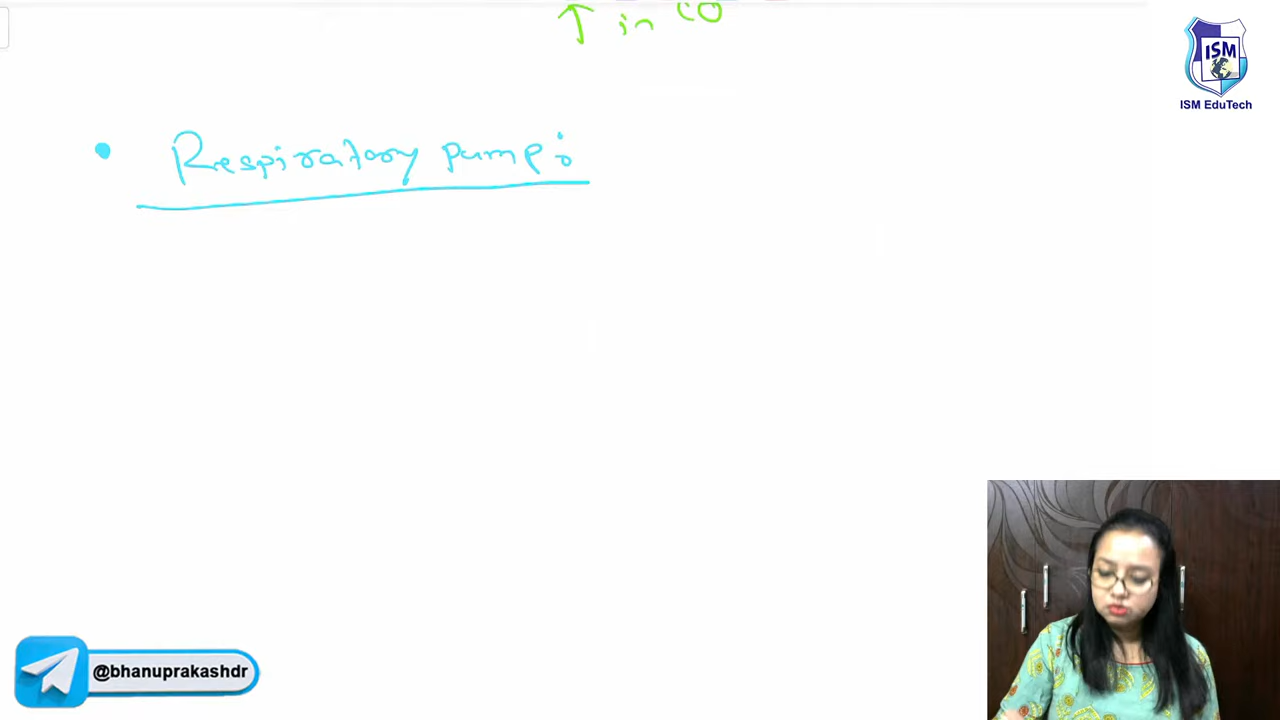 ↑ in CO
ISM
ISM EduTech
• Respiratory pump:
@bhanuprakashdr